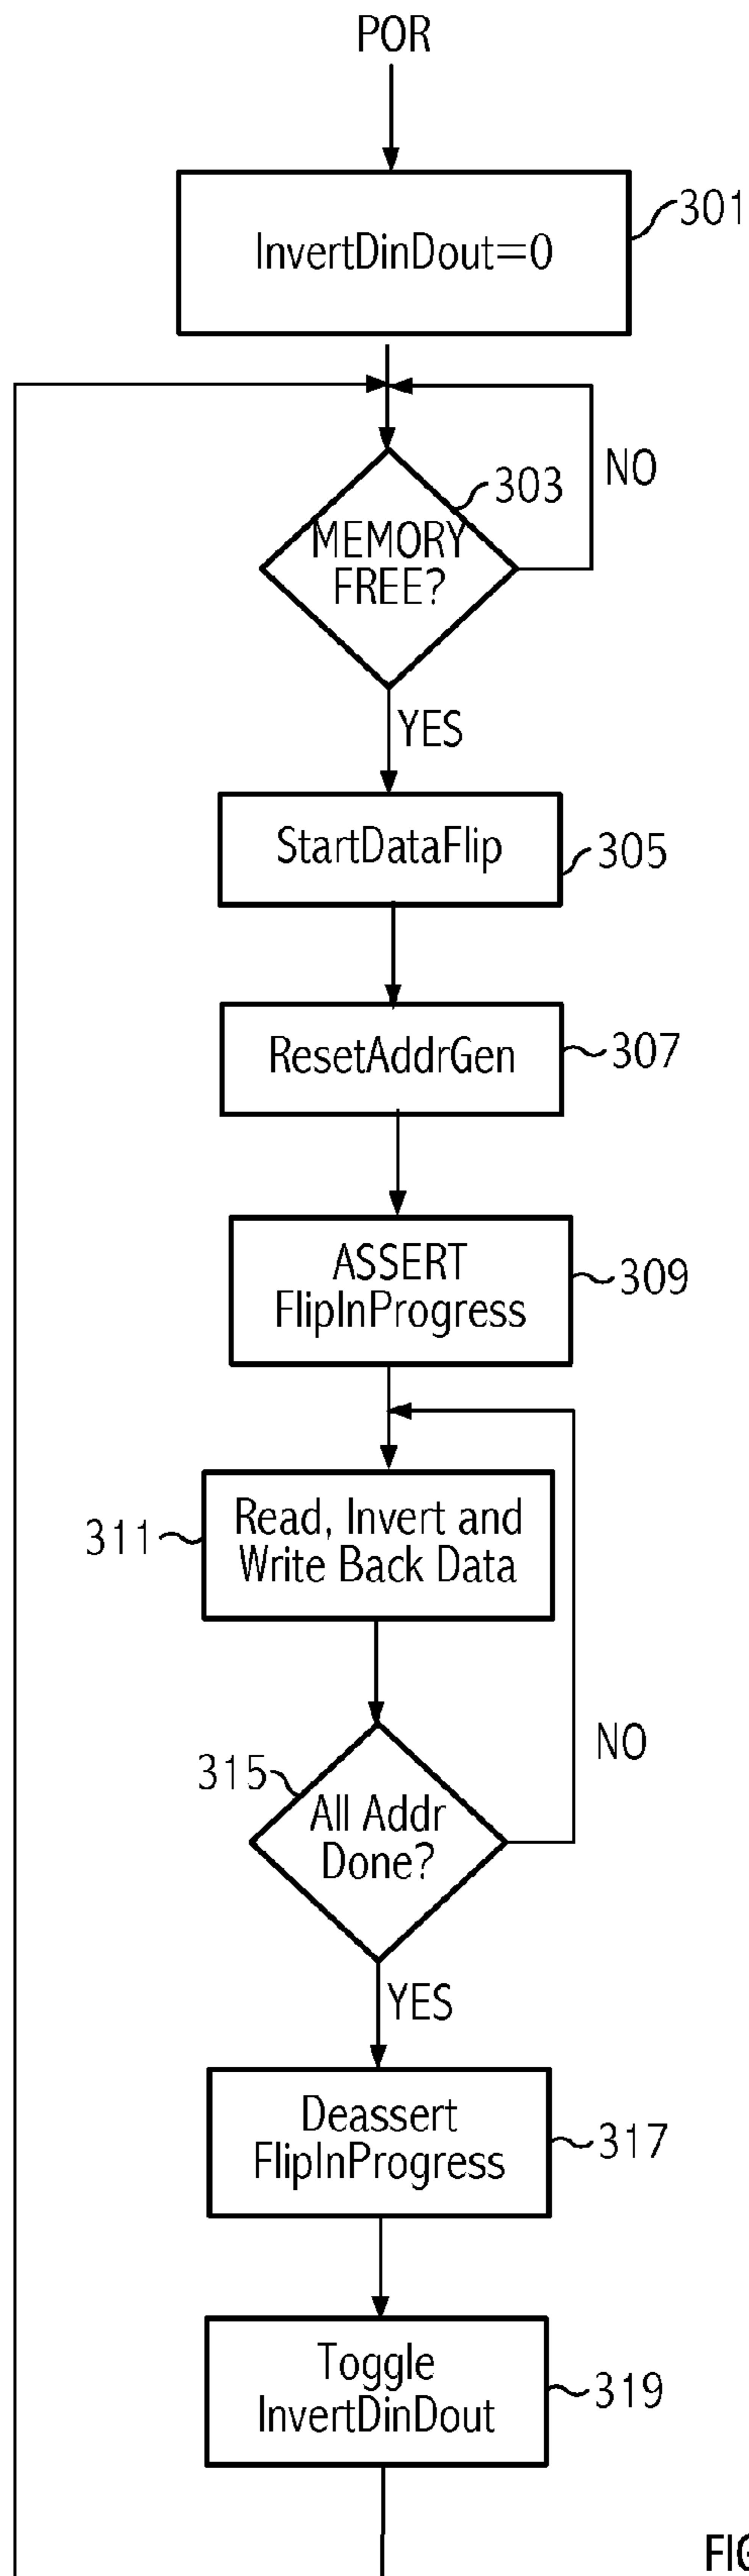 POR
InvertDinDout=0
301
303
NO
MEMORY
FREE?
YES
StartDataFlip
305
ResetAddrGen
307
ASSERT
FlipInProgress
309
Read, Invert and
Write Back Data
311
NO
315
All Addr
Done?
YES
Deassert
FlipInProgress
317
Toggle
InvertDinDout
319
FIG